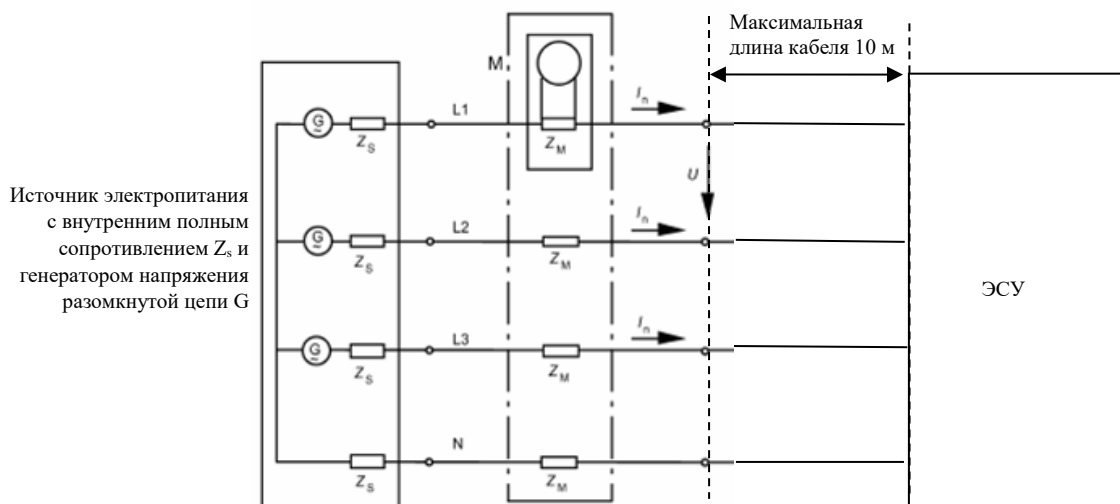 Максимальная
длина кабеля 10 м
M
G
~
Z_S
L1
Z_M
I_n
U
Источник электропитания
с внутренним полным
сопротивлением Z_s и
генератором напряжения
разомкнутой цепи G
G
~
Z_S
L2
Z_M
I_n
ЭСУ
G
~
Z_S
L3
Z_M
I_n
Z_S
N
Z_M